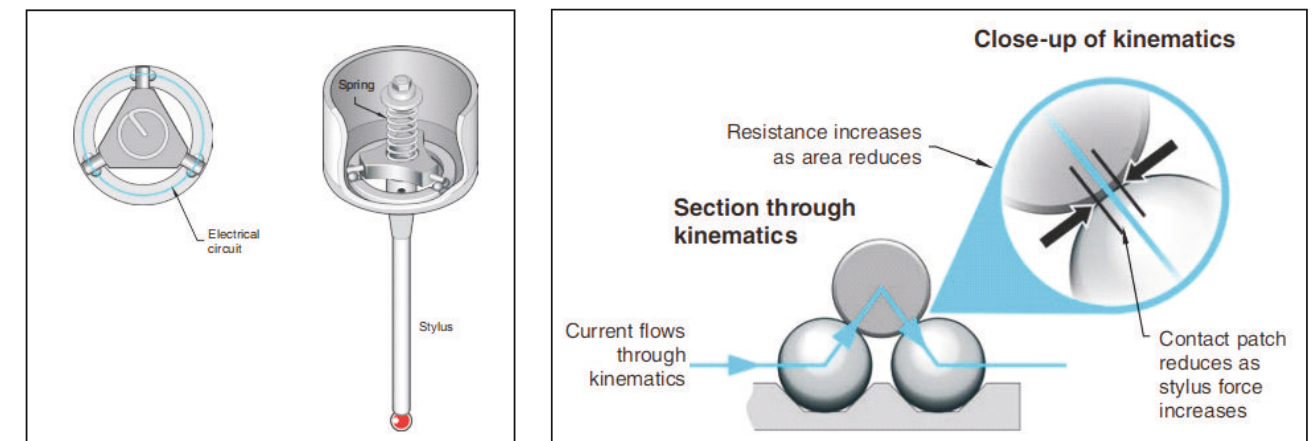 Spring
Electrical
circuit
Stylus
Close-up of kinematics
Resistance increases
as area reduces
Section through
kinematics
Current flows
through
kinematics
Contact patch
reduces as
stylus force
increases